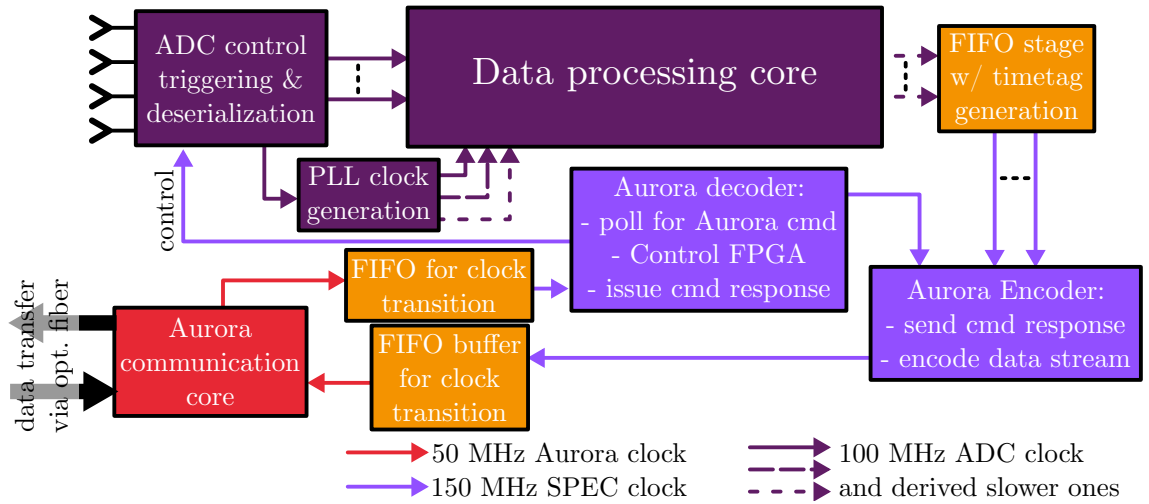 ADC control
triggering &
deserialization
Data processing core
FIFO stage
w/ timetag
generation
control
PLL clock
generation
Aurora decoder:
- poll for Aurora cmd
- Control FPGA
- issue cmd response
FIFO for clock
transition
Aurora Encoder:
- send cmd response
- encode data stream
data transfer
via opt. fiber
Aurora
communication
core
FIFO buffer
for clock
transition
50 MHz Aurora clock
150 MHz SPEC clock
100 MHz ADC clock
and derived slower ones